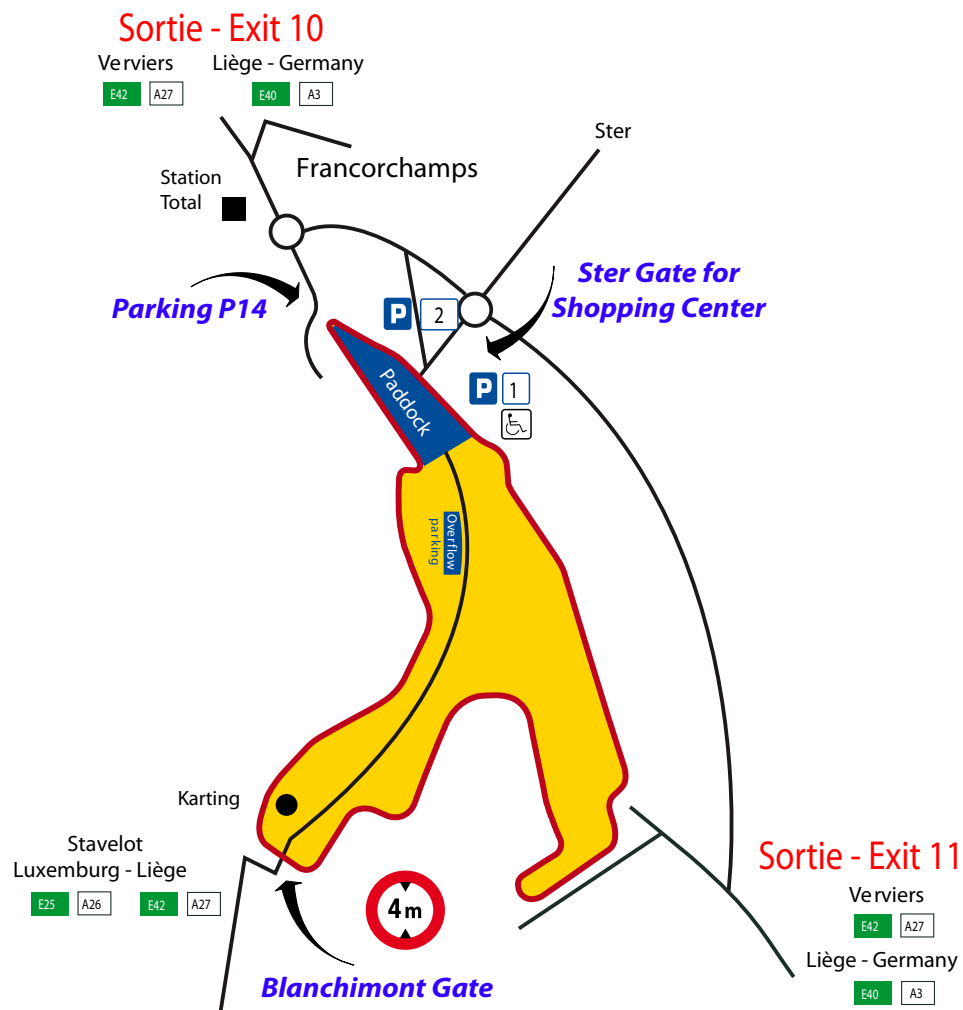 Sortie - Exit 10
Verviers
E42 A27
Liège - Germany
E40 A3
Ster
Francorchamps
Station
Total
Parking P14
Ster Gate for
Shopping Center
P 2
P 1
Paddock
Overflow
parking
Karting
Stavelot
Luxemburg - Liège
E25 A26 E42 A27
4 m
Blanchimont Gate
Sortie - Exit 11
Verviers
E42 A27
Liège - Germany
E40 A3